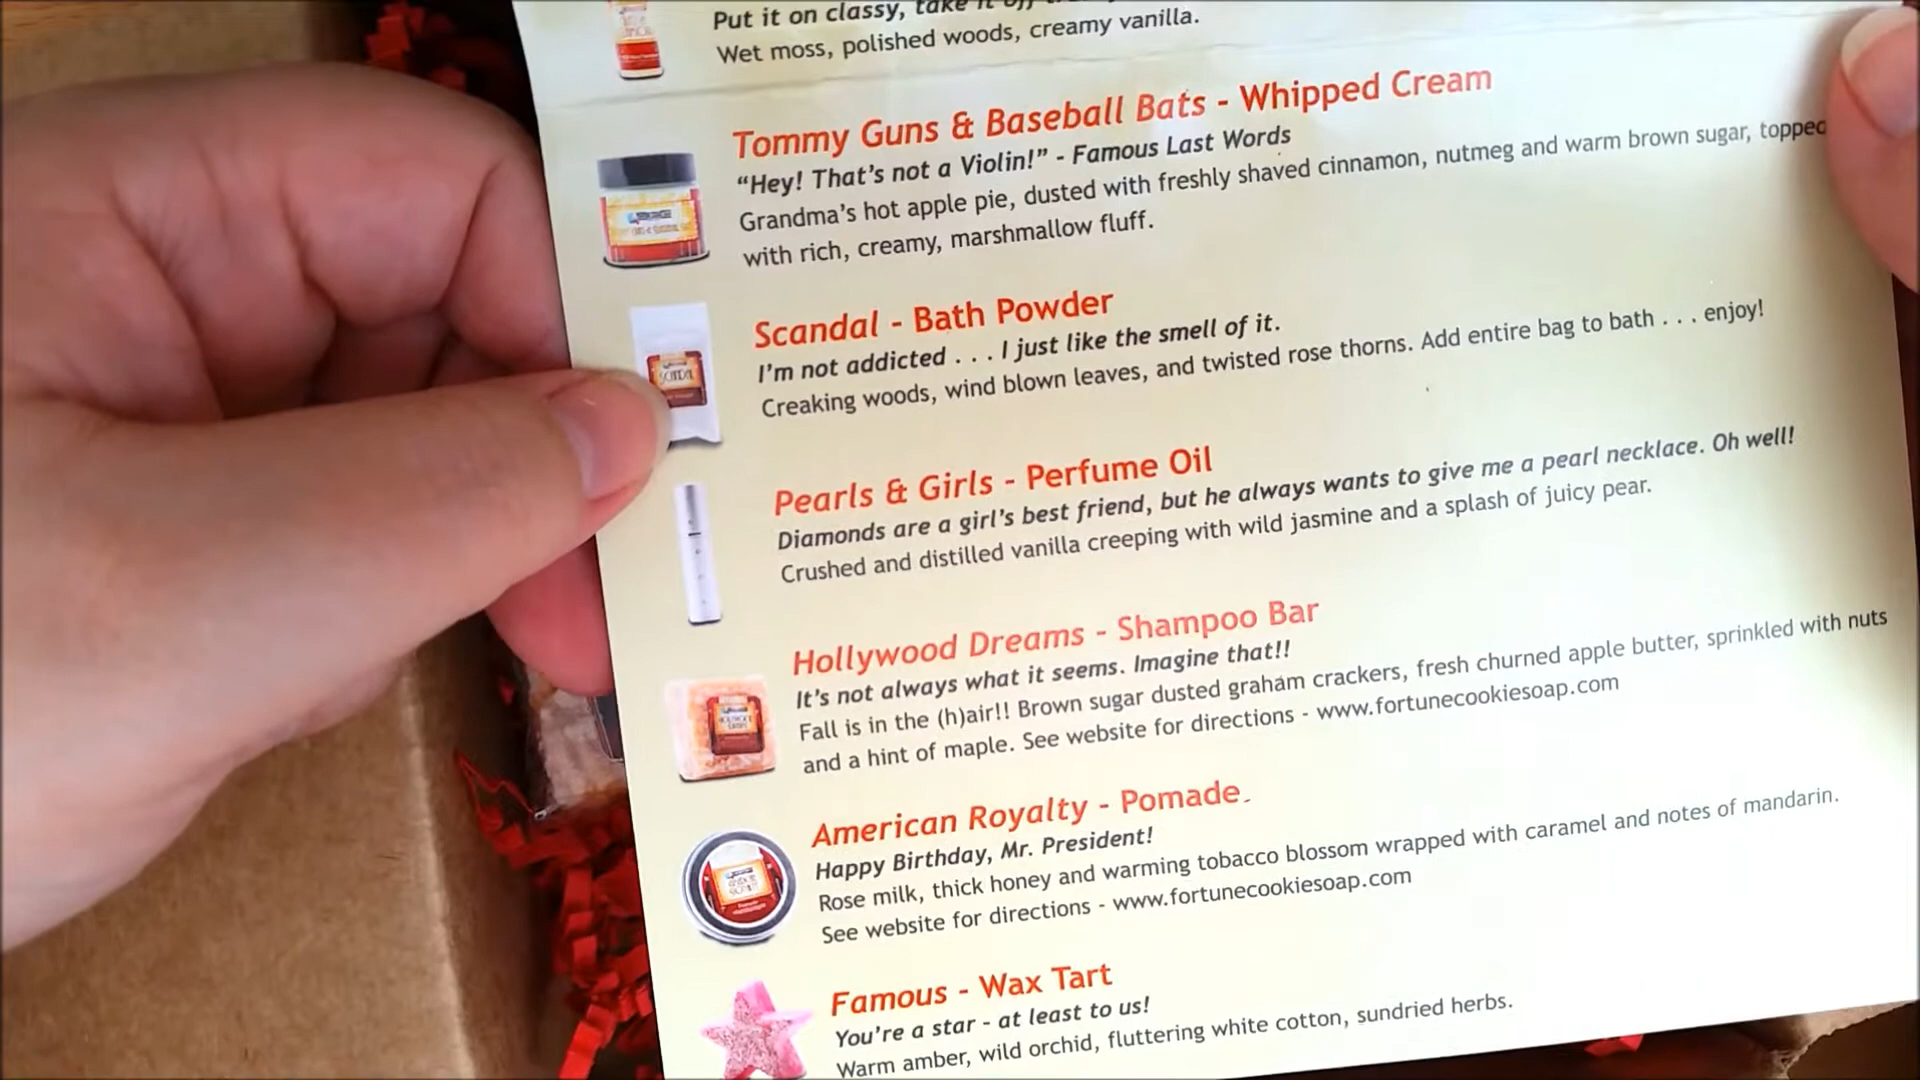 Put it on classy, take it off
Wet moss, polished woods, creamy vanilla.
Tommy Guns & Baseball Bats - Whipped Cream
"Hey! That's not a Violin!" - Famous Last Words
Grandma's hot apple pie, dusted with freshly shaved cinnamon, nutmeg and warm brown sugar, topped
with rich, creamy, marshmallow fluff.
Scandal - Bath Powder
I'm not addicted . . . I just like the smell of it.
Creaking woods, wind blown leaves, and twisted rose thorns. Add entire bag to bath . . . enjoy!
Pearls & Girls - Perfume Oil
Diamonds are a girl's best friend, but he always wants to give me a pearl necklace. Oh well!
Crushed and distilled vanilla creeping with wild jasmine and a splash of juicy pear.
Hollywood Dreams - Shampoo Bar
It's not always what it seems. Imagine that!!
Fall is in the (h)air!! Brown sugar dusted graham crackers, fresh churned apple butter, sprinkled with nuts
and a hint of maple. See website for directions - www.fortunecookiesoap.com
American Royalty - Pomade
Happy Birthday, Mr. President!
Rose milk, thick honey and warming tobacco blossom wrapped with caramel and notes of mandarin.
See website for directions - www.fortunecookiesoap.com
Famous - Wax Tart
You're a star - at least to us!
Warm amber, wild orchid, fluttering white cotton, sundried herbs.